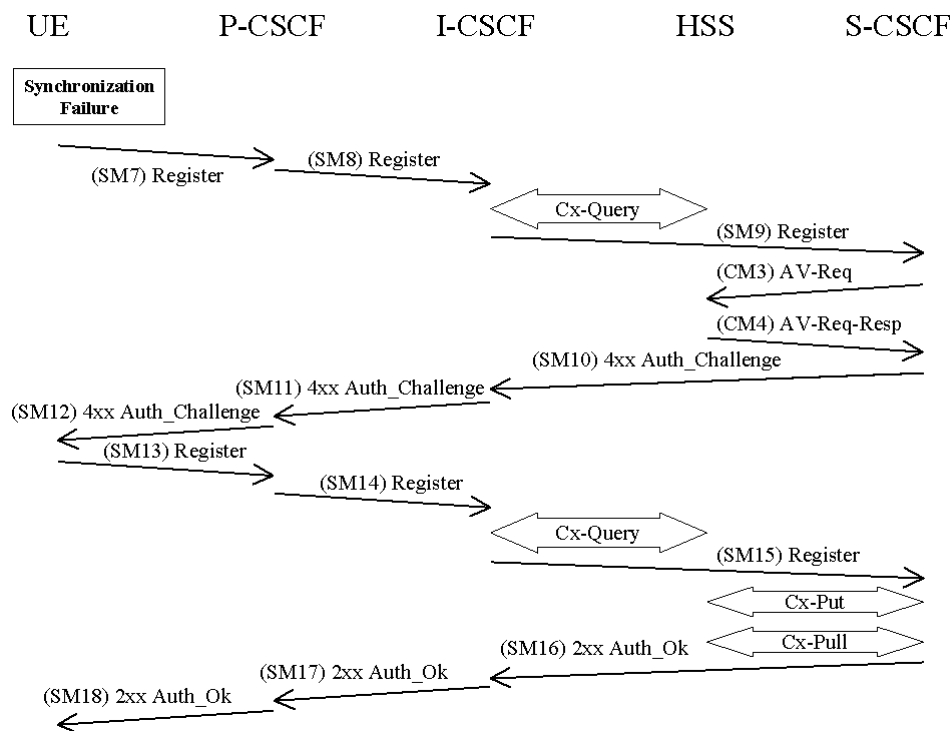 UE P-CSCF I-CSCF HSS S-CSCF
Synchronization
Failure
(SM7) Register
(SM8) Register
Cx-Query
(SM9) Register
(CM3) AV-Req
(CM4) AV-Req-Resp
(SM10) 4xx Auth_Challenge
(SM11) 4xx Auth_Challenge
(SM12) 4xx Auth_Challenge
(SM13) Register
(SM14) Register
Cx-Query
(SM15) Register
Cx-Put
Cx-Pull
(SM16) 2xx Auth_Ok
(SM17) 2xx Auth_Ok
(SM18) 2xx Auth_Ok